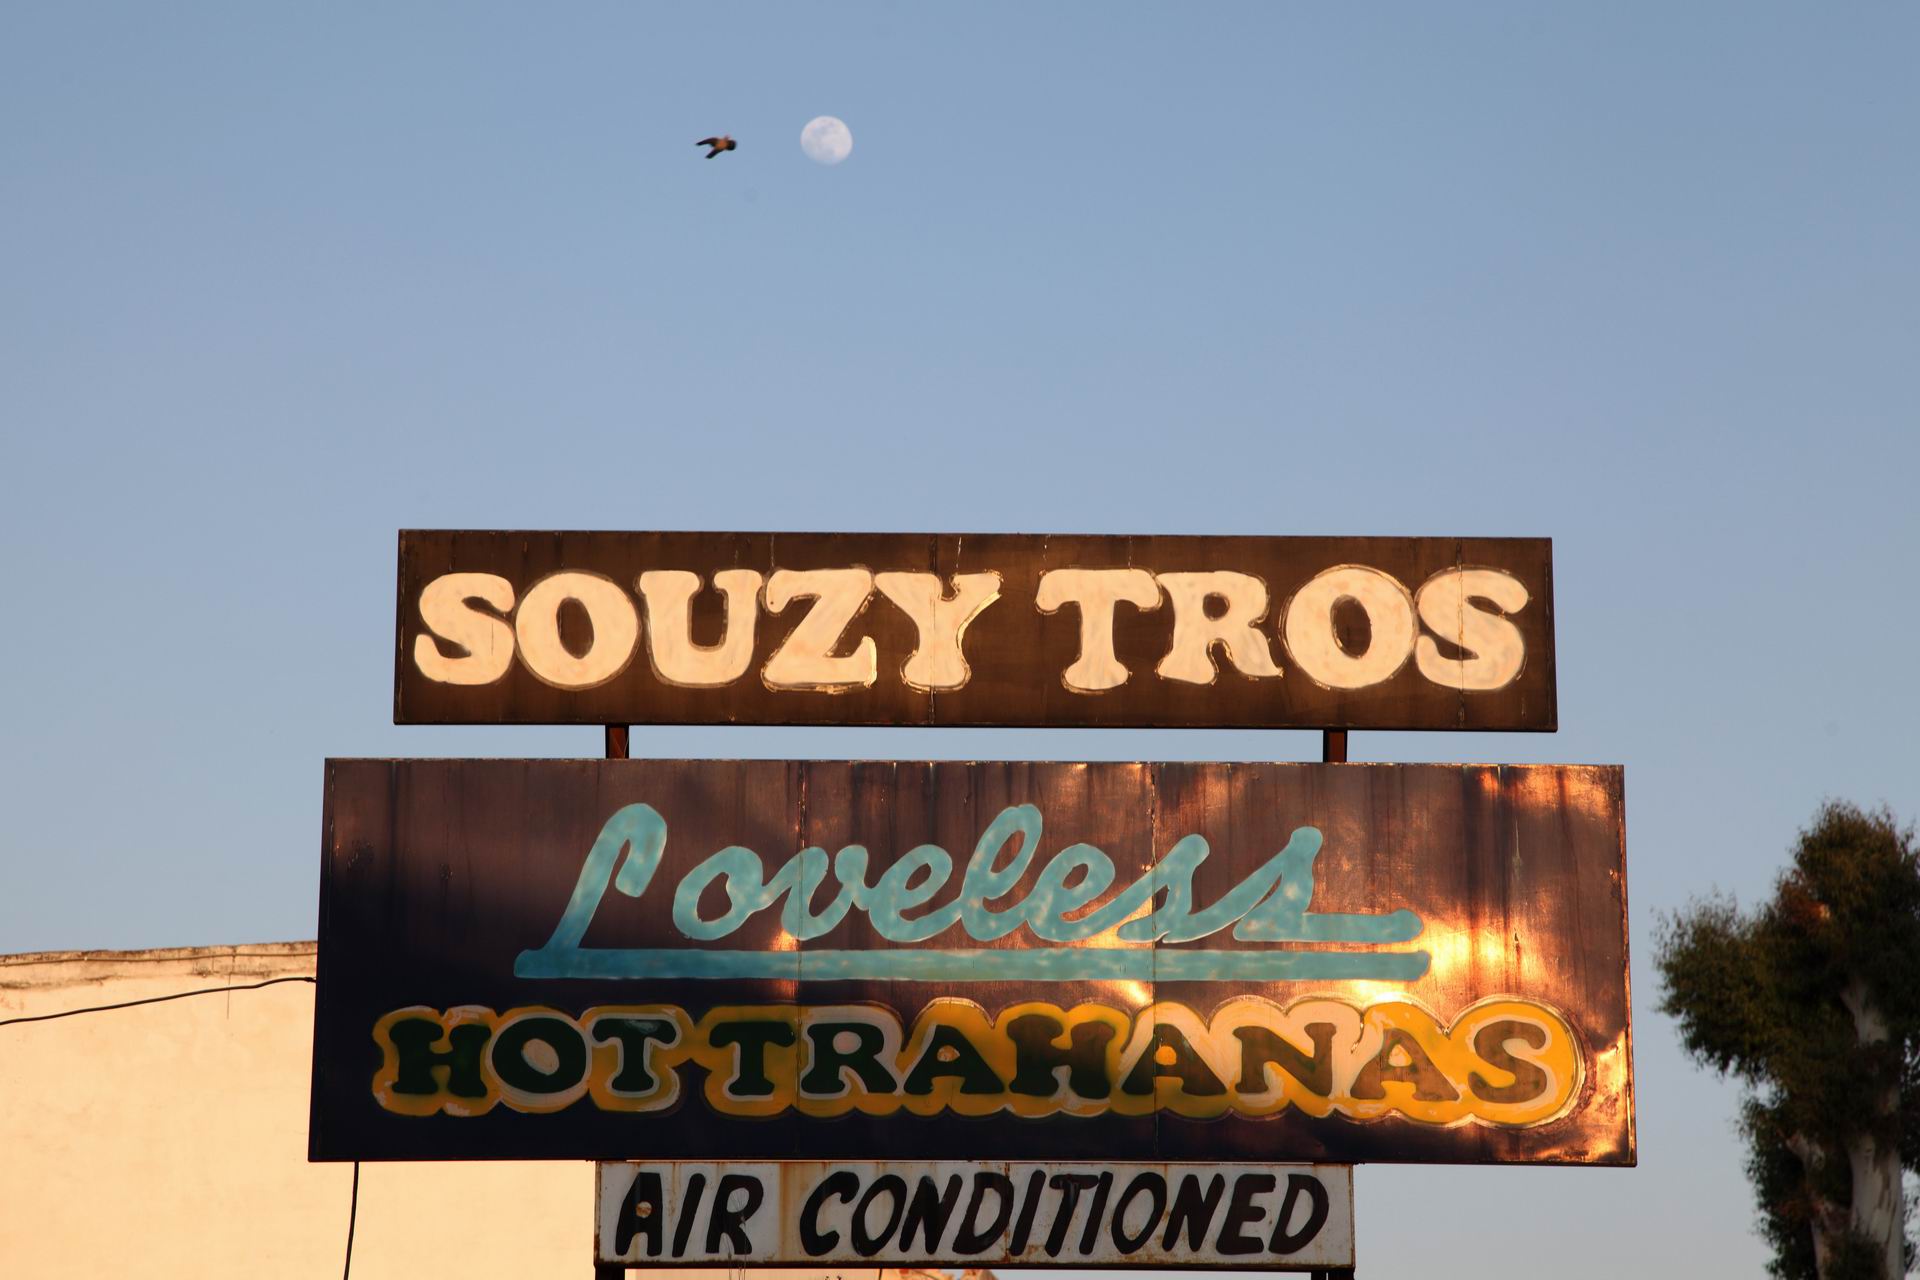 SOUZY TROS
Loveless
HOT TRAHANAS
AIR CONDITIONED